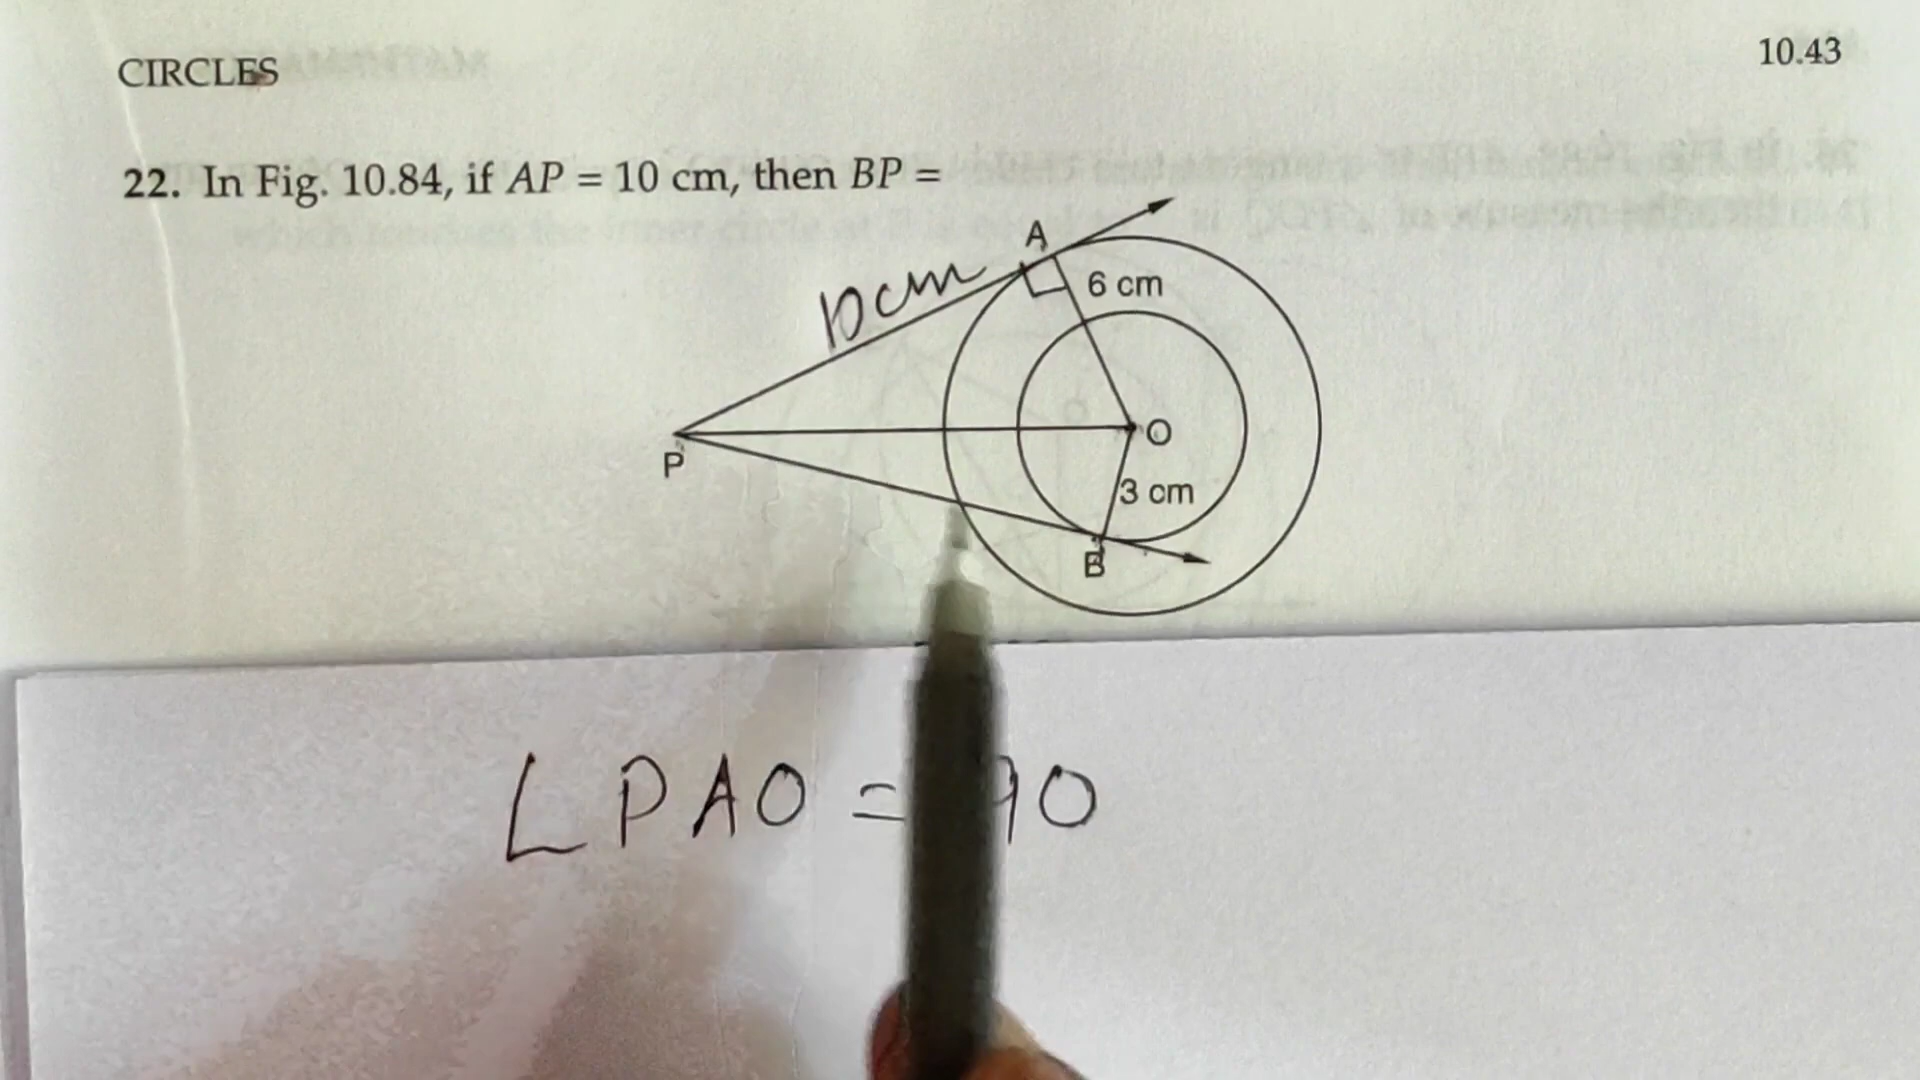 CIRCLES
10.43
22. In Fig. 10.84, if AP = 10 cm, then BP =
A
10cm
6 cm
O
P
3 cm
B
∠PAO = 90